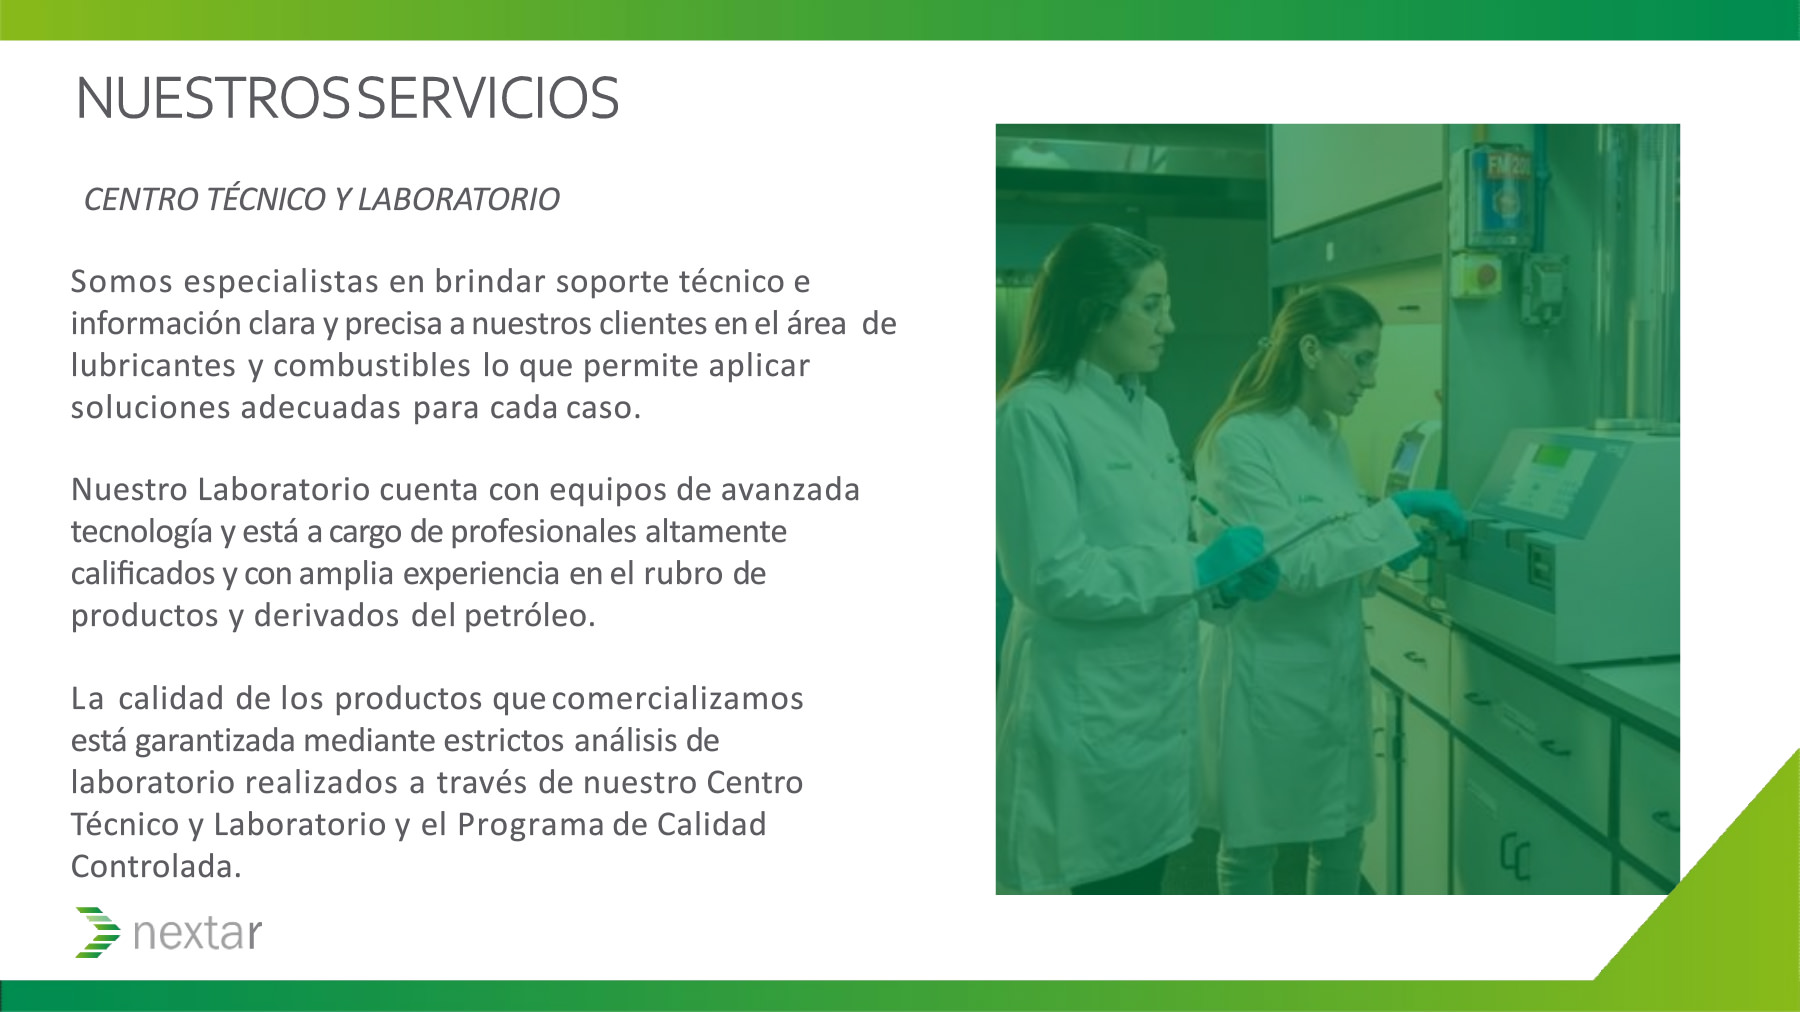 NUESTROS SERVICIOS
CENTRO TÉCNICO Y LABORATORIO
Somos especialistas en brindar soporte técnico e
información clara y precisa a nuestros clientes en el área de
lubricantes y combustibles lo que permite aplicar
soluciones adecuadas para cada caso.
Nuestro Laboratorio cuenta con equipos de avanzada
tecnología y está a cargo de profesionales altamente
calificados y con amplia experiencia en el rubro de
productos y derivados del petróleo.
La calidad de los productos que comercializamos
está garantizada mediante estrictos análisis de
laboratorio realizados a través de nuestro Centro
Técnico y Laboratorio y el Programa de Calidad
Controlada.
nextar